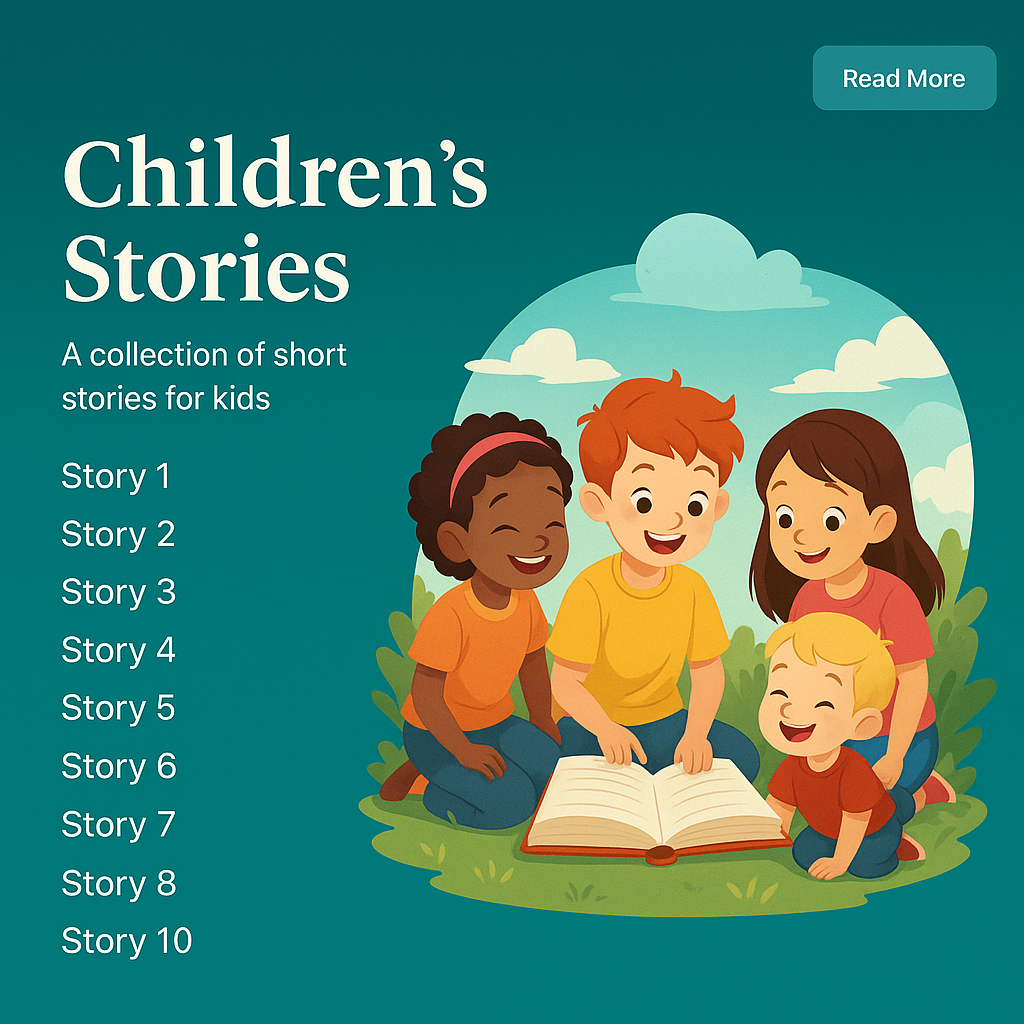 Read More
Children’s
Stories
A collection of short
stories for kids
Story 1
Story 2
Story 3
Story 4
Story 5
Story 6
Story 7
Story 8
Story 10